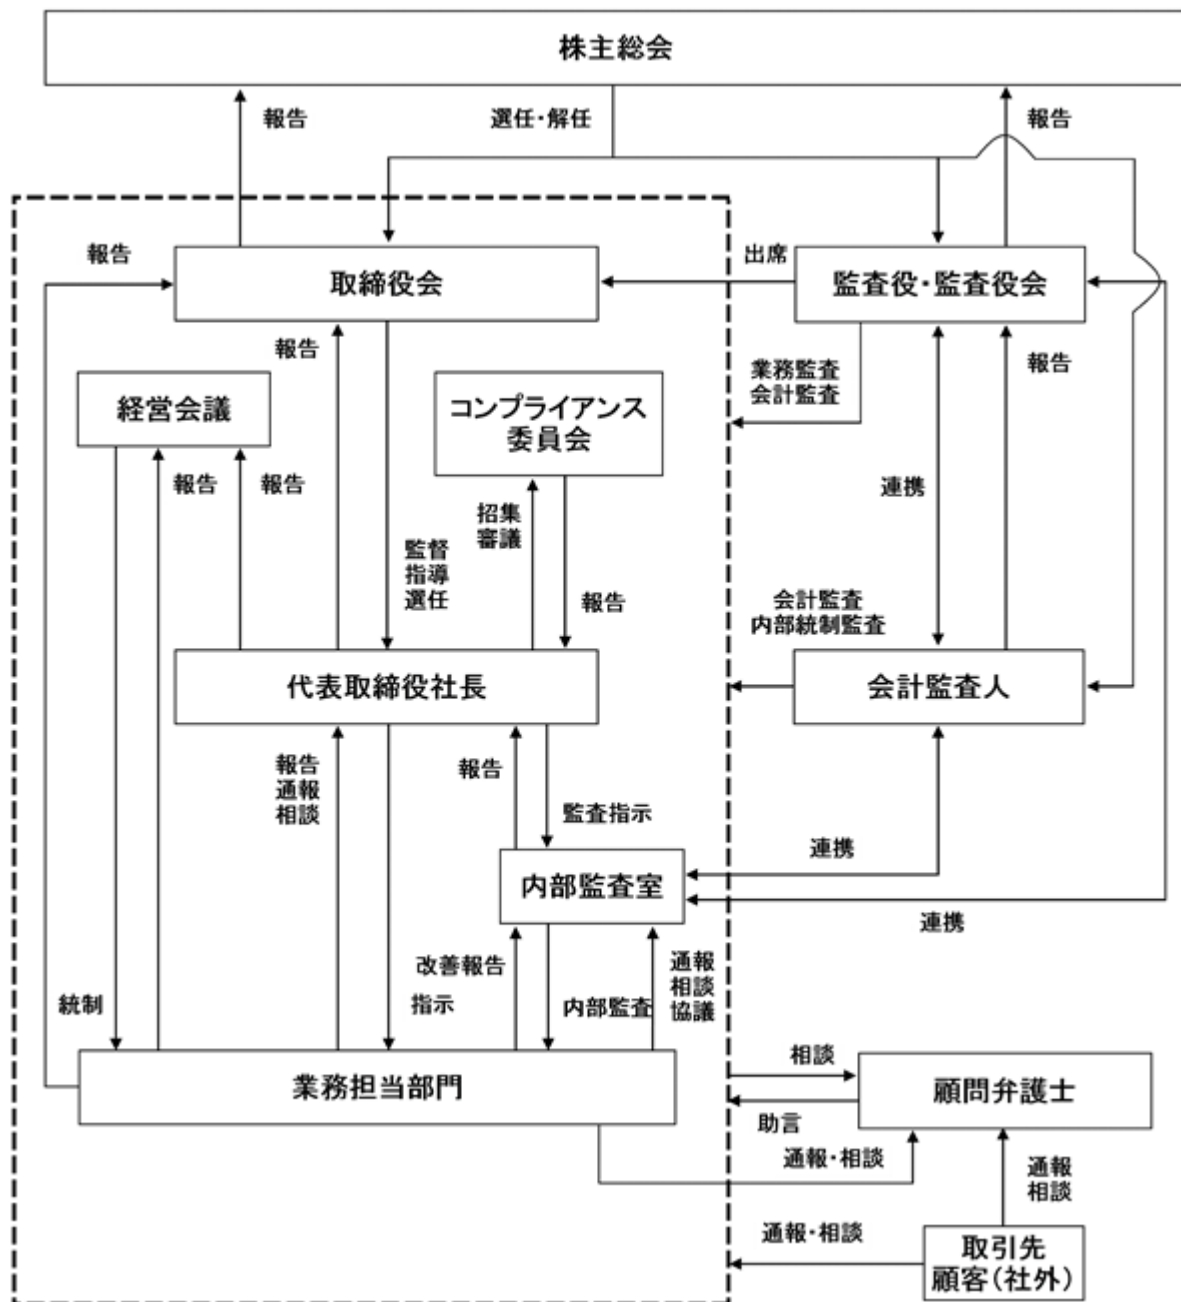 株主総会
報告
選任・解任
報告
報告
取締役会
出席
監査役・監査役会
報告
業務監査
会計監査
報告
経営会議
コンプライアンス
委員会
報告
報告
招集
審議
連携
監督
指導
選任
報告
会計監査
内部統制監査
代表取締役社長
会計監査人
報告
通報
相談
報告
監査指示
連携
内部監査室
連携
改善報告
通報
相談
協議
統制
指示
内部監査
業務担当部門
相談
顧問弁護士
助言
通報・相談
通報
相談
通報・相談
取引先
顧客(社外)